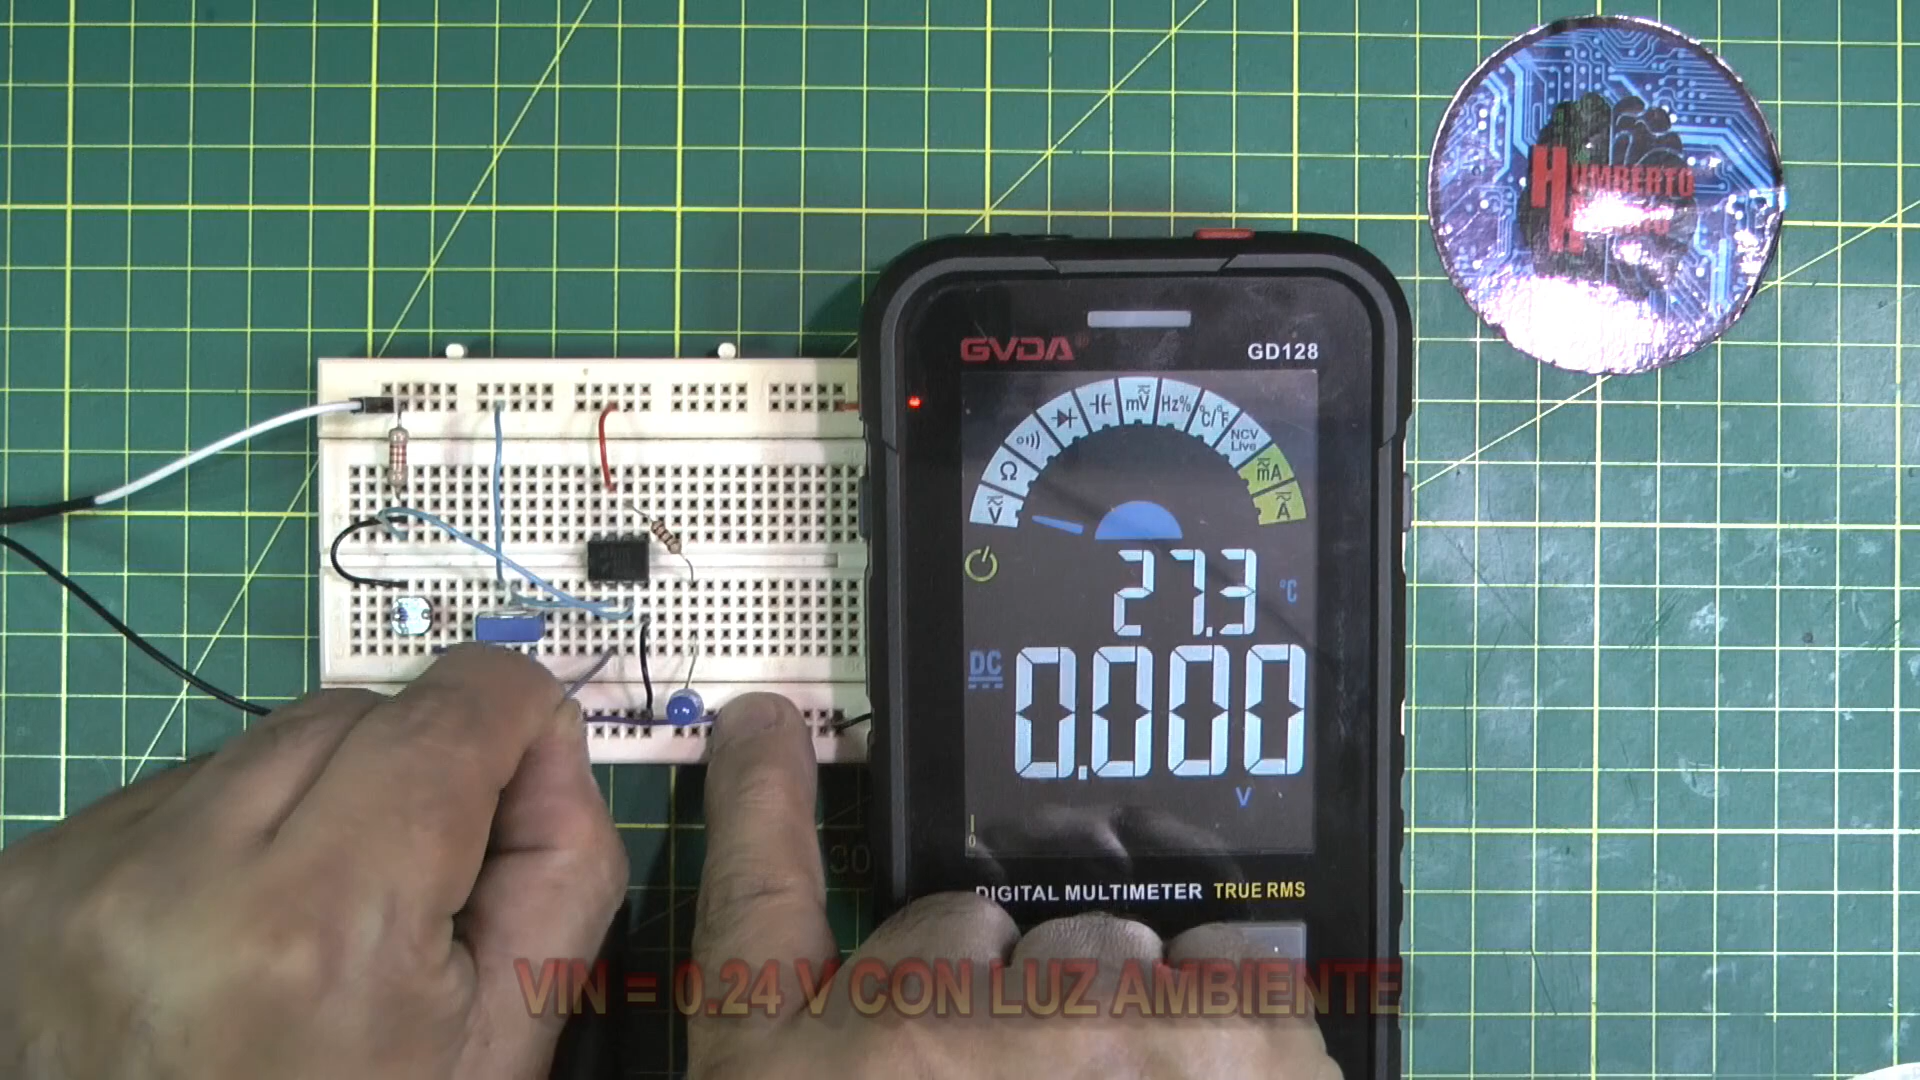 HUMBERTO
H
GVDA®
GD128
mV
Hz%
°C/°F
NCV
Live
Ω
mA
V
A
27.3 °C
DC
0.000
V
0
DIGITAL MULTIMETER TRUE RMS
VIN = 0.24 V CON LUZ AMBIENTE